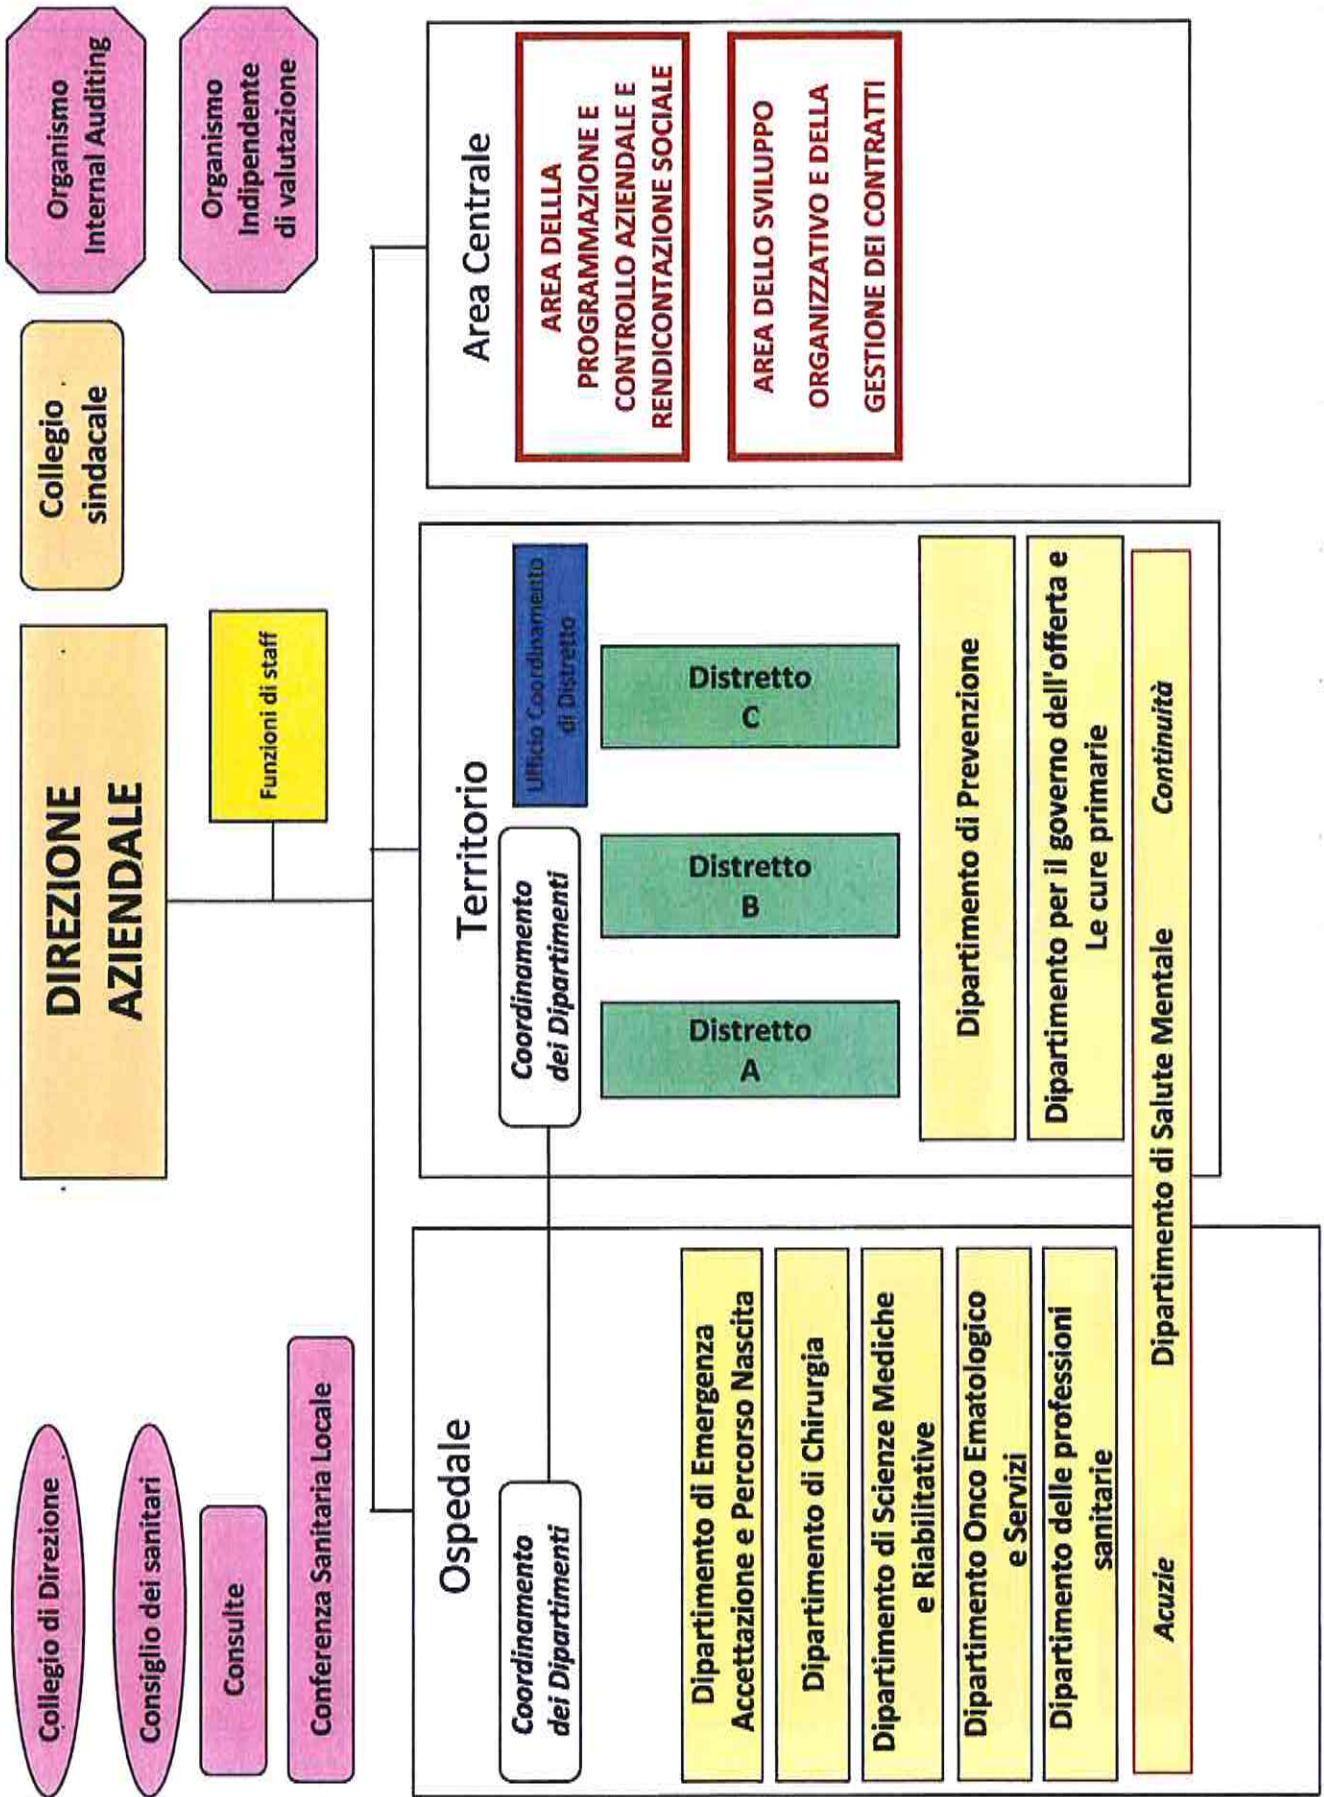 Collegio di Direzione
Consiglio dei sanitari
Consulte
Conferenza Sanitaria Locale
DIREZIONE
AZIENDALE
Collegio
sindacale
Organismo
Internal Auditing
Organismo
Indipendente
di valutazione
Funzioni di staff
Ospedale
Coordinamento
dei Dipartimenti
Dipartimento di Emergenza
Accettazione e Percorso Nascita
Dipartimento di Chirurgia
Dipartimento di Scienze Mediche
e Riabilitative
Dipartimento Onco Ematologico
e Servizi
Dipartimento delle professioni
sanitarie
Territorio
Coordinamento
dei Dipartimenti
Ufficio Coordinamento
di Distretto
Distretto
A
Distretto
B
Distretto
C
Dipartimento di Prevenzione
Dipartimento per il governo dell'offerta e
Le cure primarie
Acuzie Dipartimento di Salute Mentale Continuità
Area Centrale
AREA DELLLA
PROGRAMMAZIONE E
CONTROLLO AZIENDALE E
RENDICONTAZIONE SOCIALE
AREA DELLO SVILUPPO
ORGANIZZATIVO E DELLA
GESTIONE DEI CONTRATTI